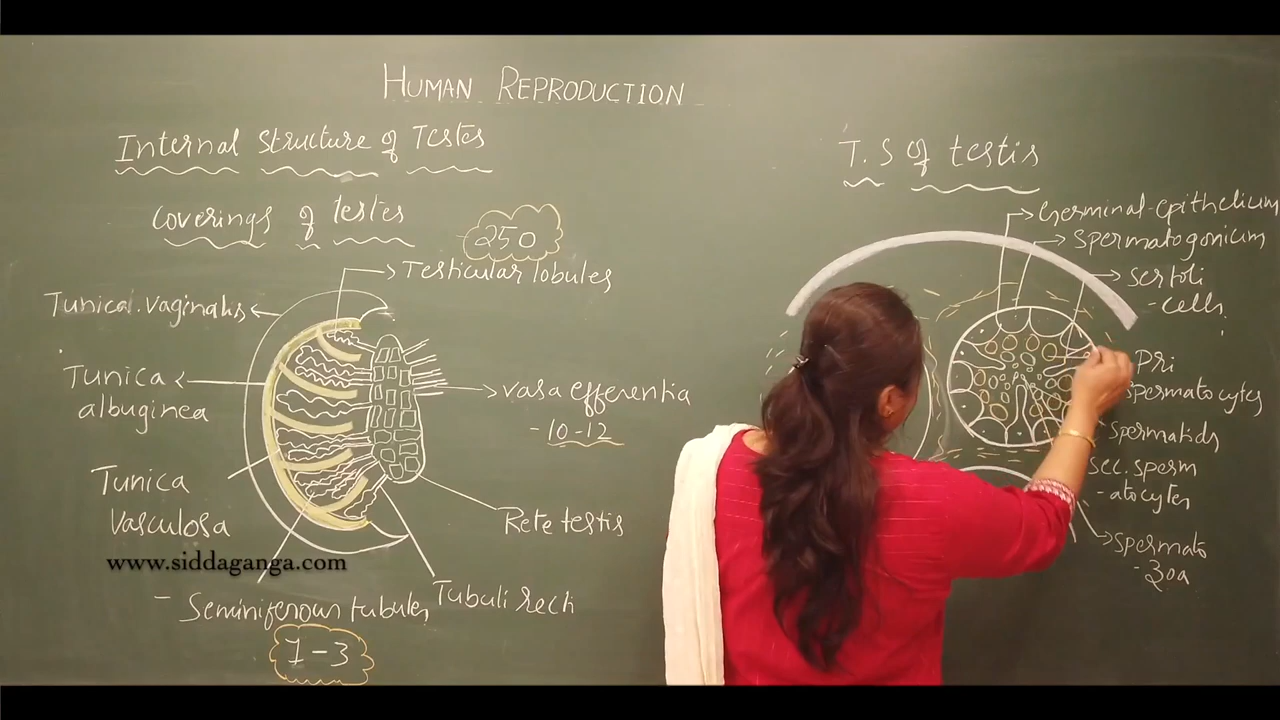 HUMAN REPRODUCTION
Internal structure of Testes
coverings of testes
250
Testicular lobules
Tunica vaginalis
Tunica
albuginea
vasa efferentia
- 10-12
Tunica
Vasculosa
Rete testis
www.siddaganga.com
- Seminiferous tubules
Tubuli recti
1-3
T.S of testis
Germinal-epithelium
Spermatogonium
Sertoli
- cells
Pri
spermatocytes
Spermatids
Sec. sperm
- atocytes
Spermato
- zoa